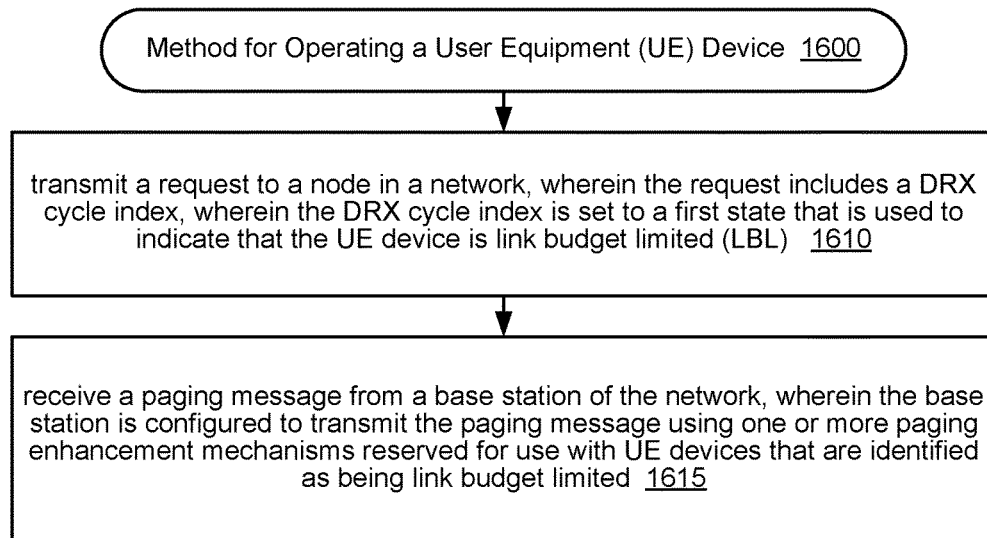 Method for Operating a User Equipment (UE) Device 1600
transmit a request to a node in a network, wherein the request includes a DRX
cycle index, wherein the DRX cycle index is set to a first state that is used to
indicate that the UE device is link budget limited (LBL) 1610
receive a paging message from a base station of the network, wherein the base
station is configured to transmit the paging message using one or more paging
enhancement mechanisms reserved for use with UE devices that are identified
as being link budget limited 1615